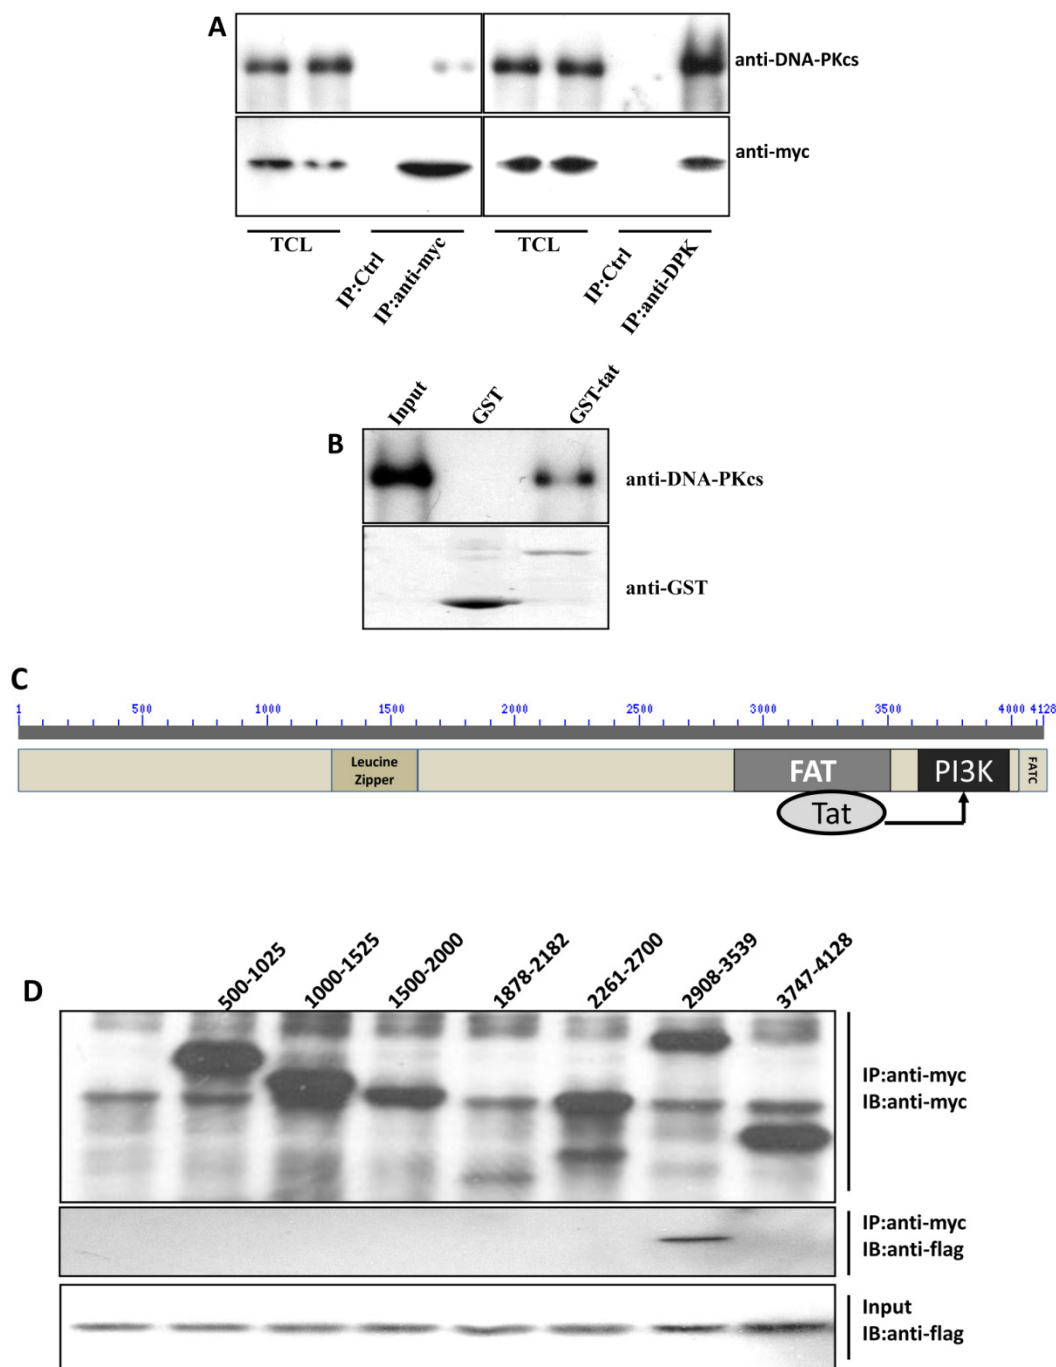 A
anti-DNA-PKcs
anti-myc
TCL
IP:Ctrl
IP:anti-myc
TCL
IP:Ctrl
IP:anti-DPK
Input
GST
GST-tat
B
anti-DNA-PKcs
anti-GST
C
1 500 1000 1500 2000 2500 3000 3500 4000 4128
Leucine
Zipper
FAT
PI3K
FATC
Tat
500-1025
1000-1525
1500-2000
1878-2182
2261-2700
2908-3539
3747-4128
D
IP:anti-myc
IB:anti-myc
IP:anti-myc
IB:anti-flag
Input
IB:anti-flag